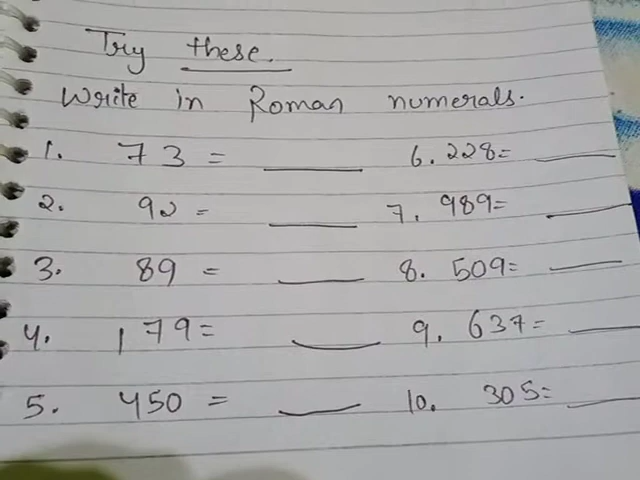 Try these.
Write in Roman numerals.
1. 73 = ____ 6. 228= ____
2. 92 = ____ 7. 989= ____
3. 89 = ____ 8. 509= ____
4. 179= ____ 9. 637= ____
5. 450 = ____ 10. 305= ____